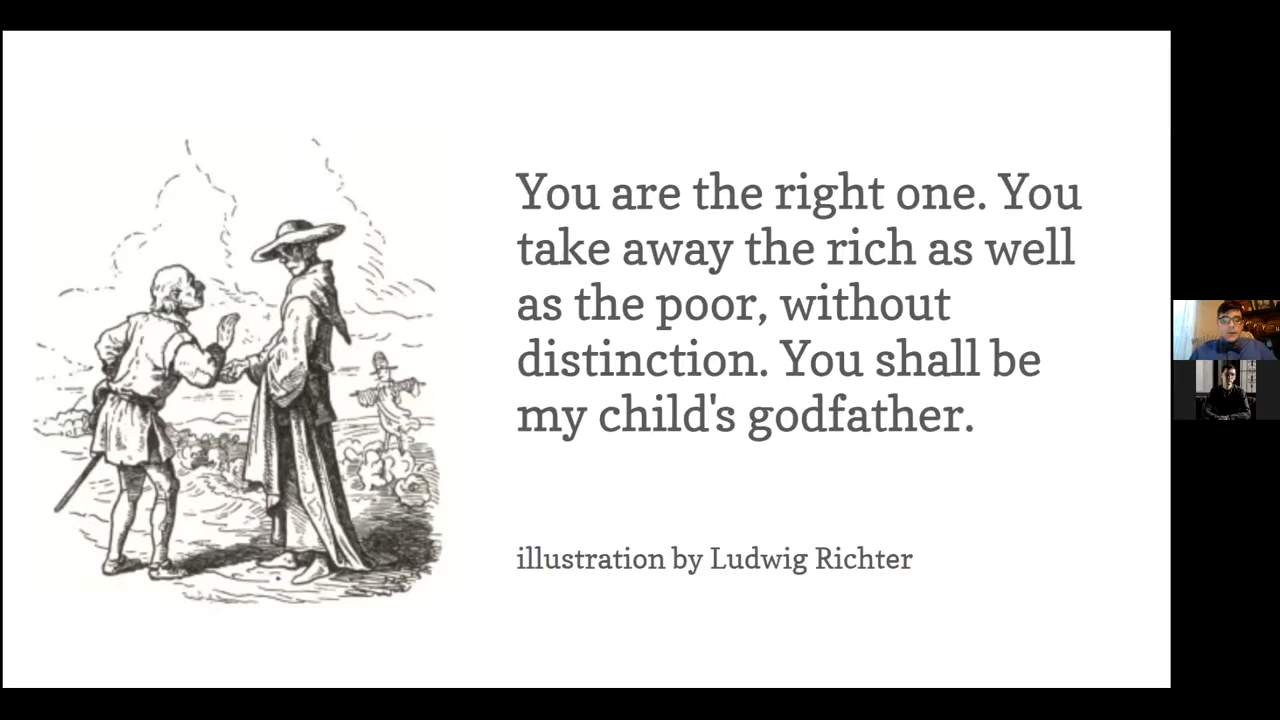 You are the right one. You
take away the rich as well
as the poor, without
distinction. You shall be
my child's godfather.
illustration by Ludwig Richter